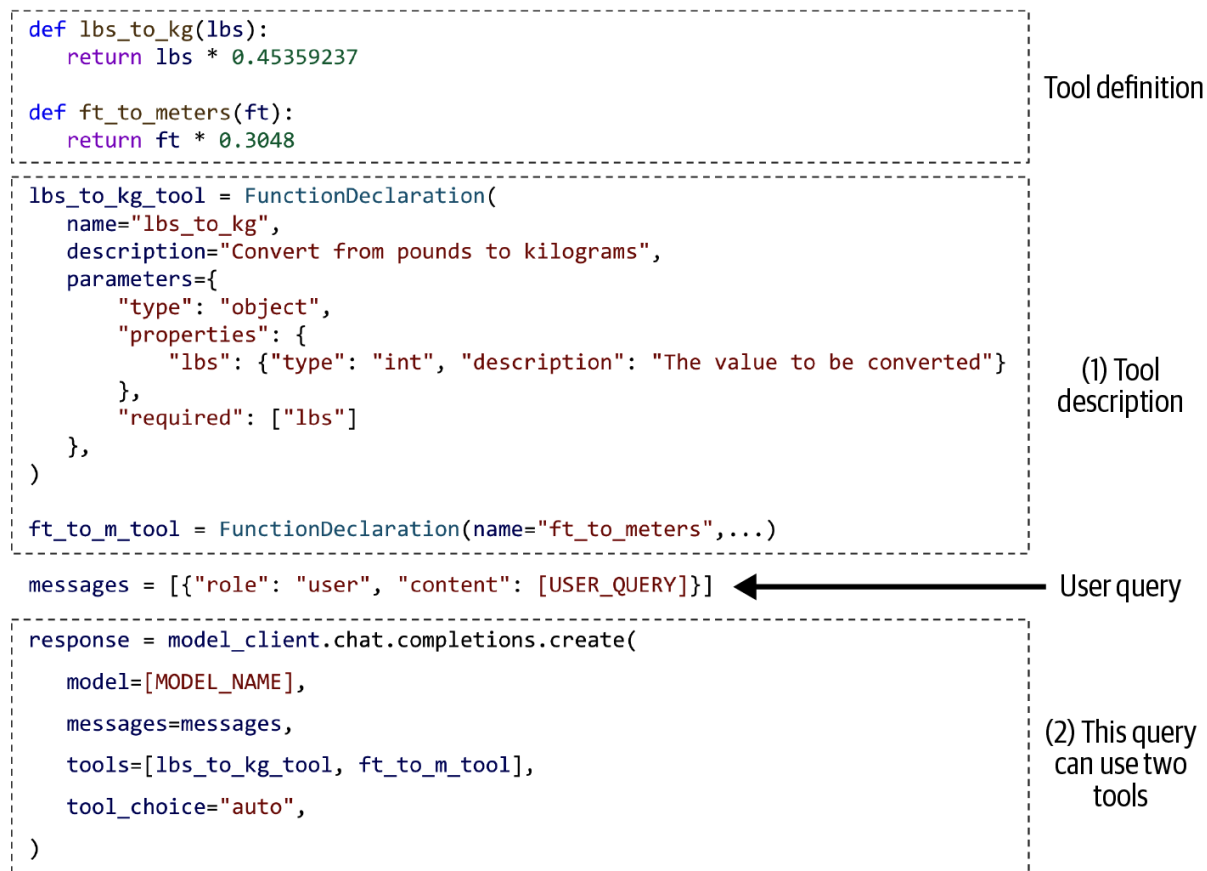 def lbs_to_kg(lbs):
return lbs * 0.45359237
def ft_to_meters(ft):
return ft * 0.3048
Tool definition
lbs_to_kg_tool = FunctionDeclaration(
name="lbs_to_kg",
description="Convert from pounds to kilograms",
parameters={
"type": "object",
"properties": {
"lbs": {"type": "int", "description": "The value to be converted"}
},
"required": ["lbs"]
},
)
ft_to_m_tool = FunctionDeclaration(name="ft_to_meters",...)
(1) Tool
description
messages = [{"role": "user", "content": [USER_QUERY]}]
User query
response = model_client.chat.completions.create(
model=[MODEL_NAME],
messages=messages,
tools=[lbs_to_kg_tool, ft_to_m_tool],
tool_choice="auto",
)
(2) This query
can use two
tools